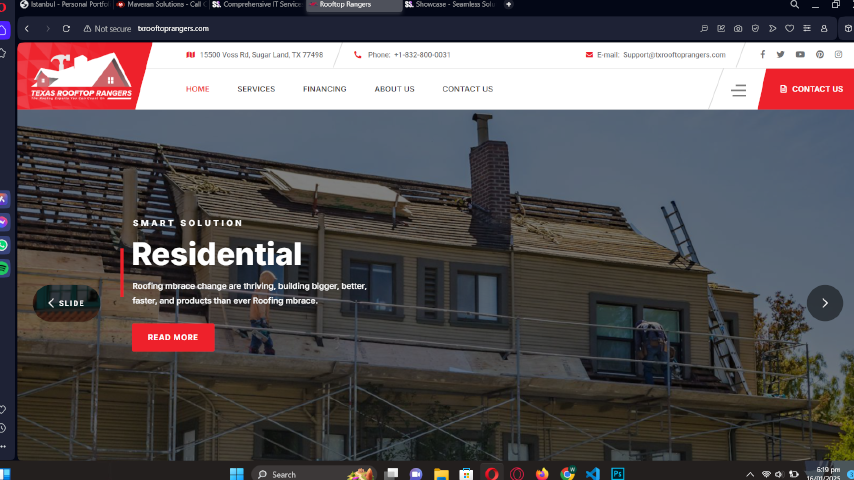 Istanbul - Personal Portfol
Maverian Solutions - Call C
Comprehensive IT Service
Rooftop Rangers
Showcase - Seamless Solu
Not secure txrooftoprangers.com
15500 Voss Rd, Sugar Land, TX 77498
Phone: +1-832-800-0031
E-mail: Support@txrooftoprangers.com
TEXAS ROOFTOP RANGERS
HOME SERVICES FINANCING ABOUT US CONTACT US
CONTACT US
SMART SOLUTION
Residential
Roofing mbrace change are thriving, building bigger, better,
faster, and products than ever Roofing mbrace.
SLIDE
READ MORE
Search
6:19 pm
16/01/2025